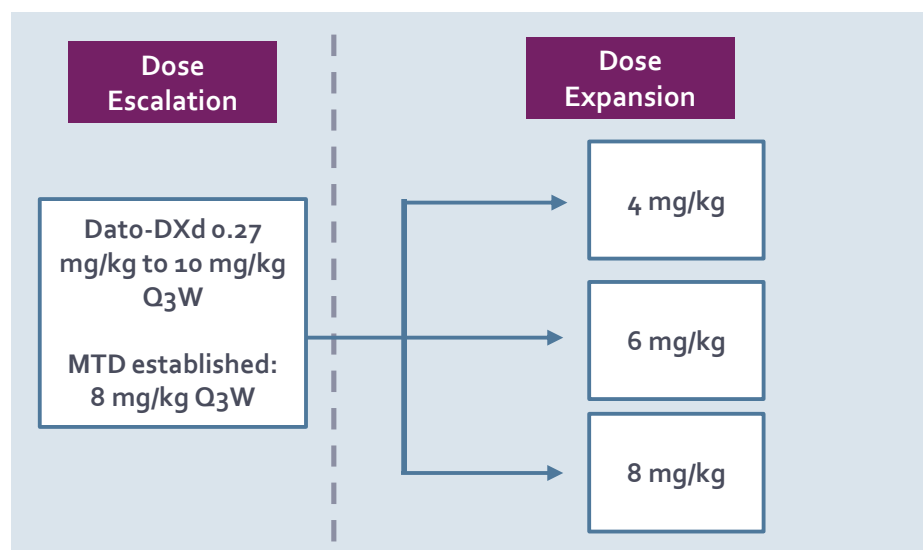 Dose
Escalation
Dose
Expansion
Dato-DXd 0.27
mg/kg to 10 mg/kg
Q3W
MTD established:
8 mg/kg Q3W
4 mg/kg
6 mg/kg
8 mg/kg